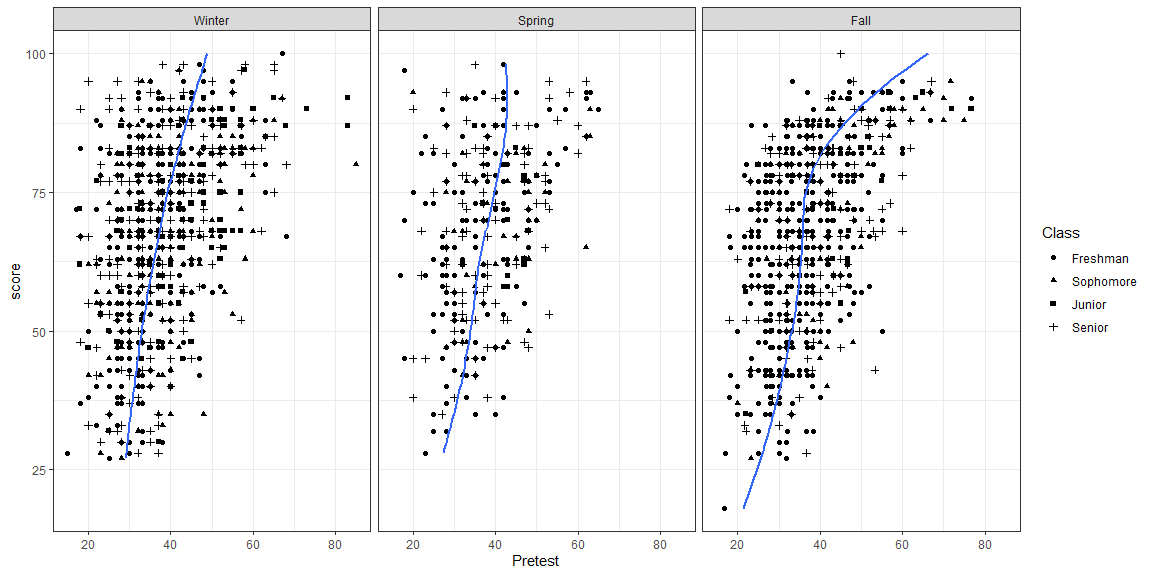 Winter Spring Fall
100
75
50
25
score
20 40 60 80 20 40 60 80 20 40 60 80
Pretest
Class
Freshman
Sophomore
Junior
Senior